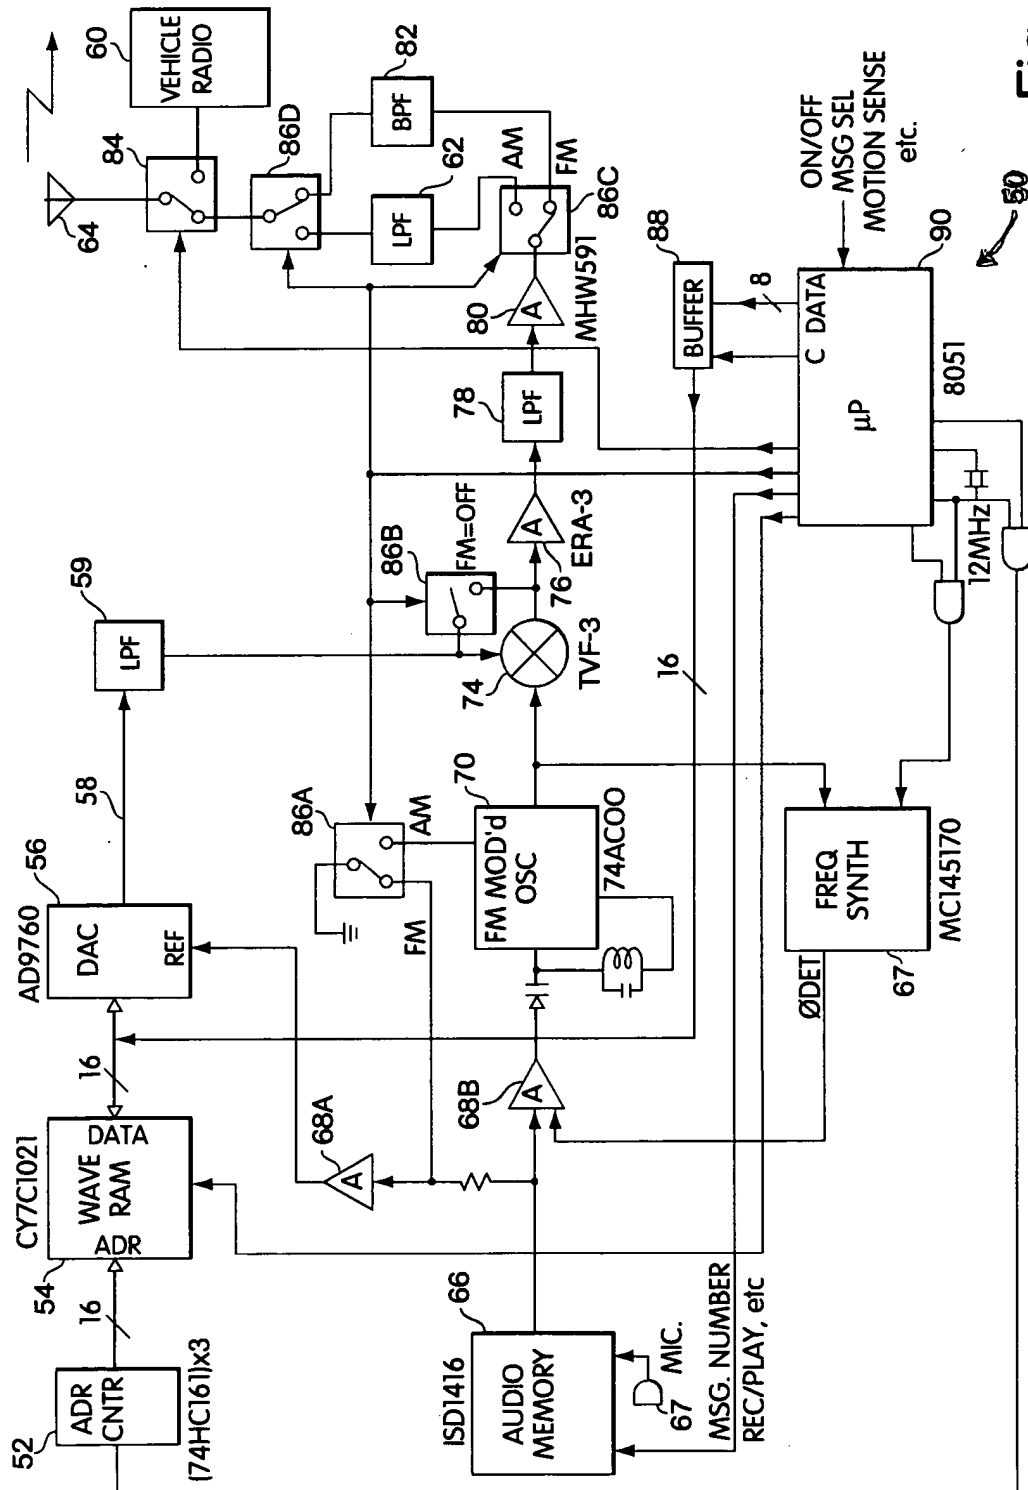 60
VEHICLE
RADIO
84
64
86D
82
BPF
62
LPF
AM
FM
86C
MHW591
80
A
78
LPF
88
BUFFER
8
ON/OFF
MSG SEL
MOTION SENSE
etc.
90
C DATA
µP
8051
12MHz
50
59
LPF
86B
FM=OFF
A
76
ERA-3
74
TVF-3
16
58
86A
AM
FM
70
FM MOD'd
OSC
74AC00
FREQ
SYNTH
67
MC145170
ØDET
56
AD9760
DAC
REF
16
CY7C1021
DATA
WAVE
RAM
ADR
54
68A
A
68B
A
16
52
ADR
CNTR
(74HC161)x3
66
ISD1416
AUDIO
MEMORY
MIC.
67
MSG. NUMBER
REC/PLAY, etc